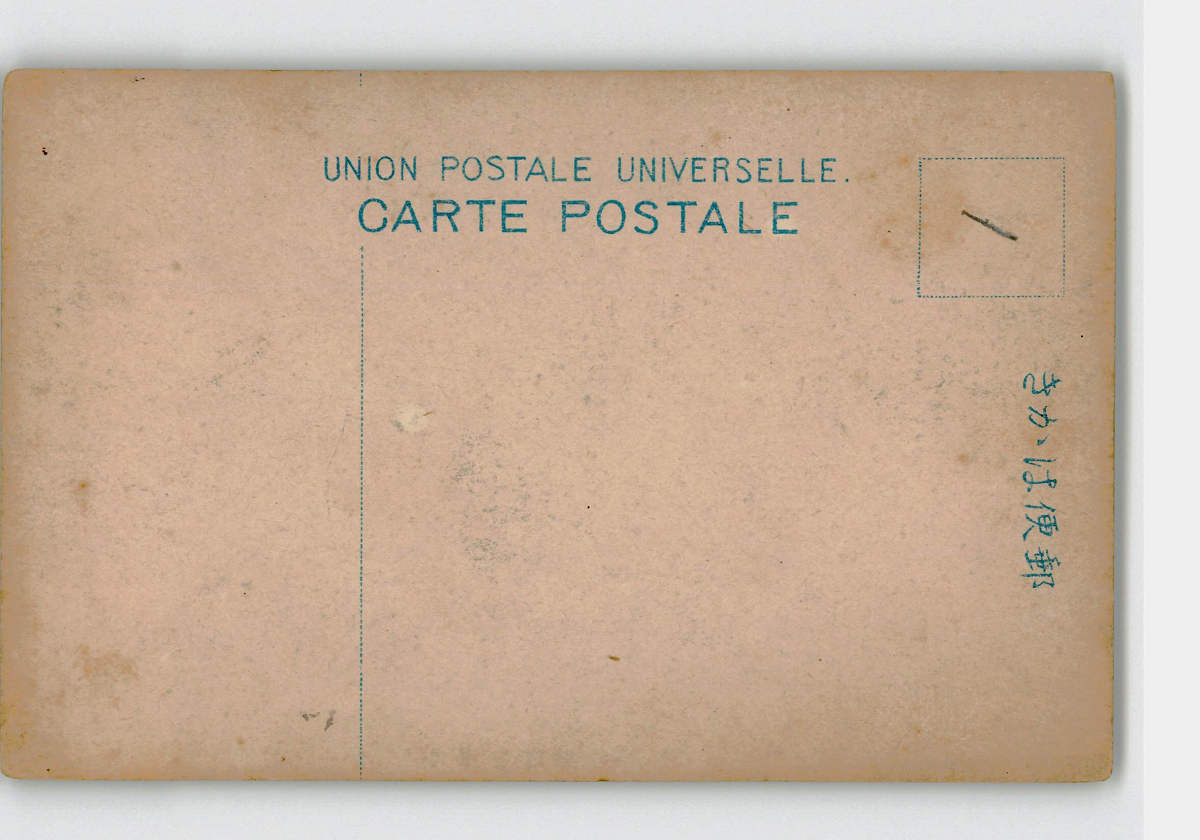 UNION POSTALE UNIVERSELLE.
CARTE POSTALE
きかは便郵